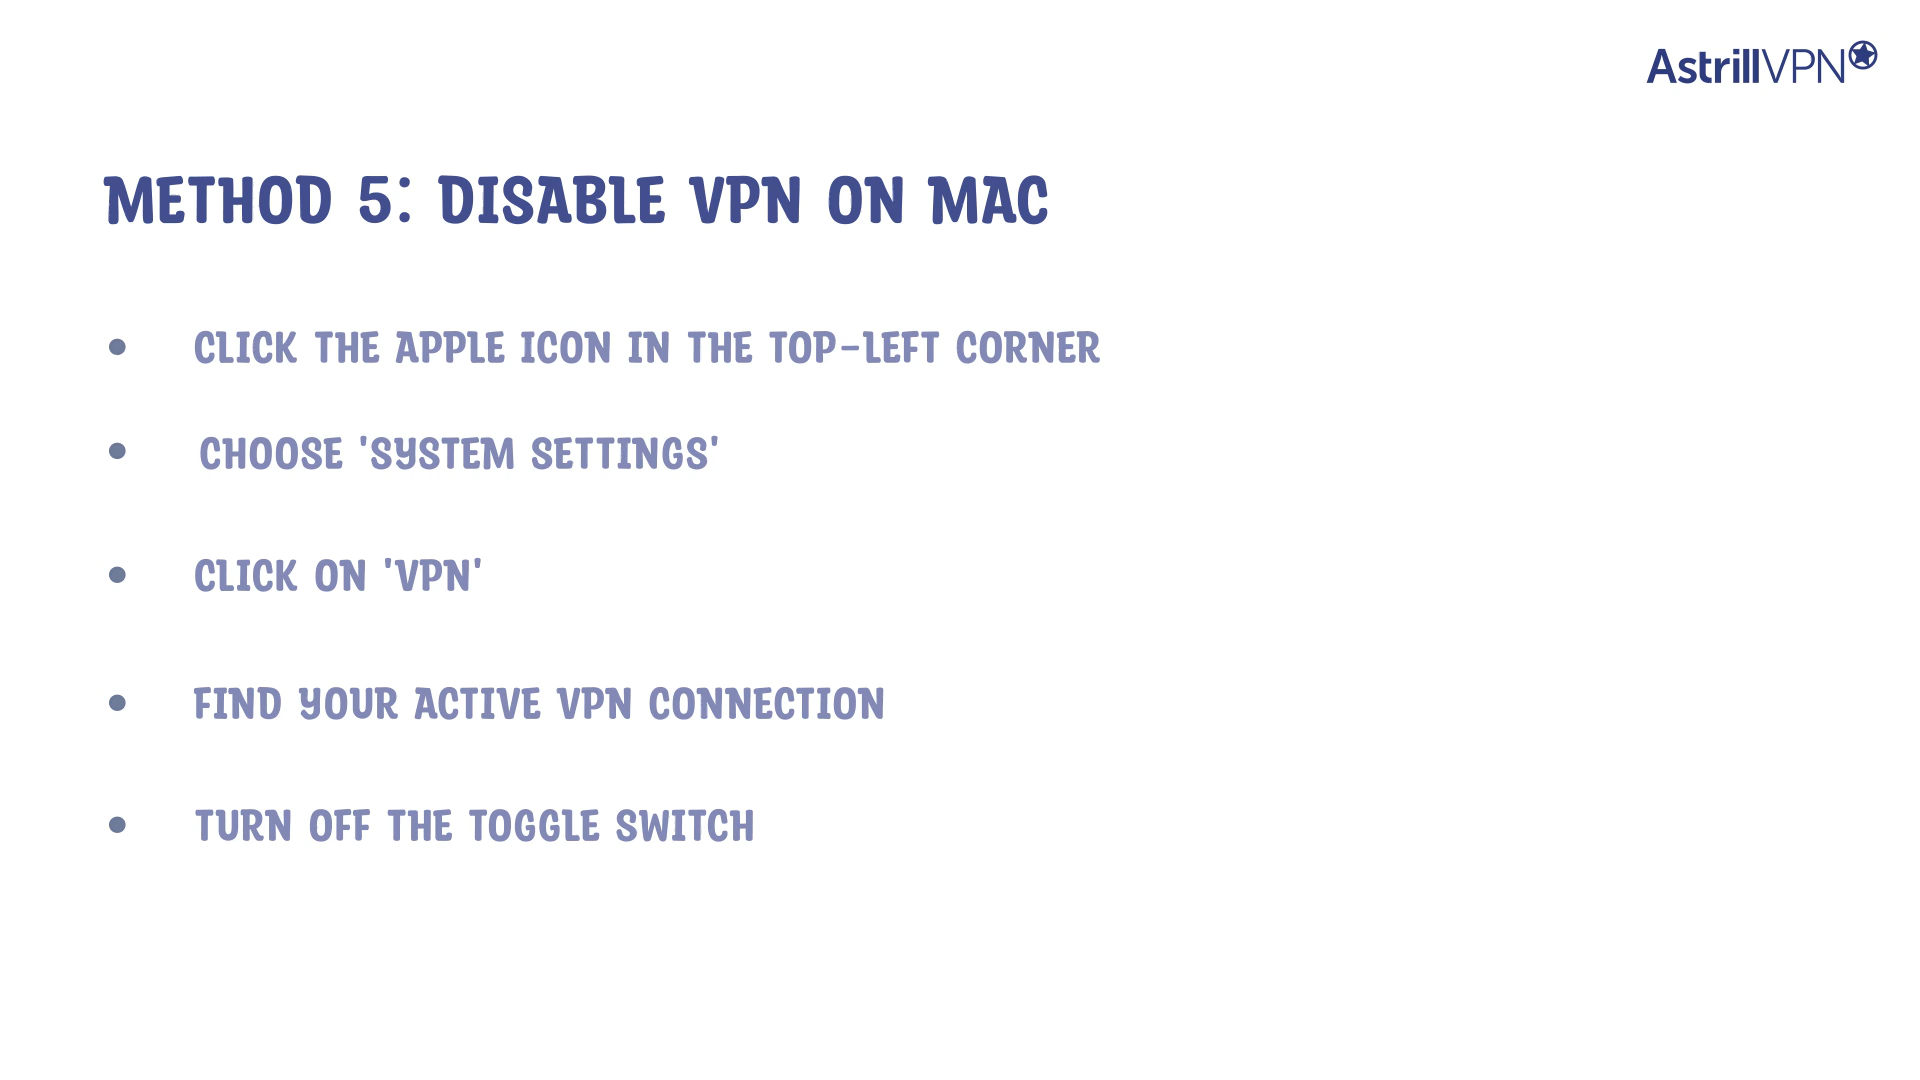 AstrillVPN
METHOD 5: DISABLE VPN ON MAC
• CLICK THE APPLE ICON IN THE TOP-LEFT CORNER
• CHOOSE 'SYSTEM SETTINGS'
• CLICK ON 'VPN'
• FIND YOUR ACTIVE VPN CONNECTION
• TURN OFF THE TOGGLE SWITCH